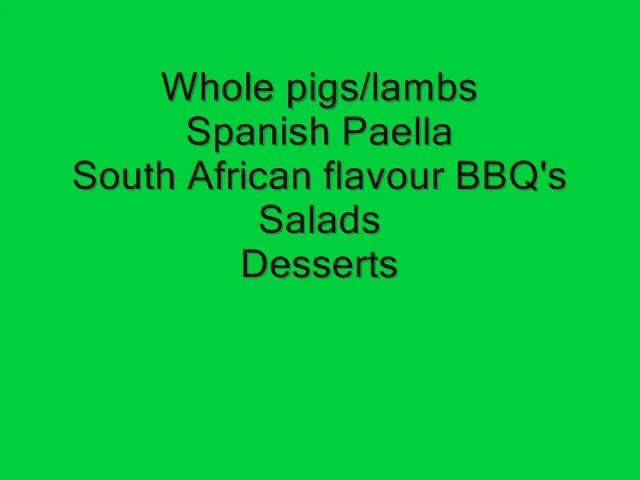 Whole pigs/lambs
Spanish Paella
South African flavour BBQ's
Salads
Desserts